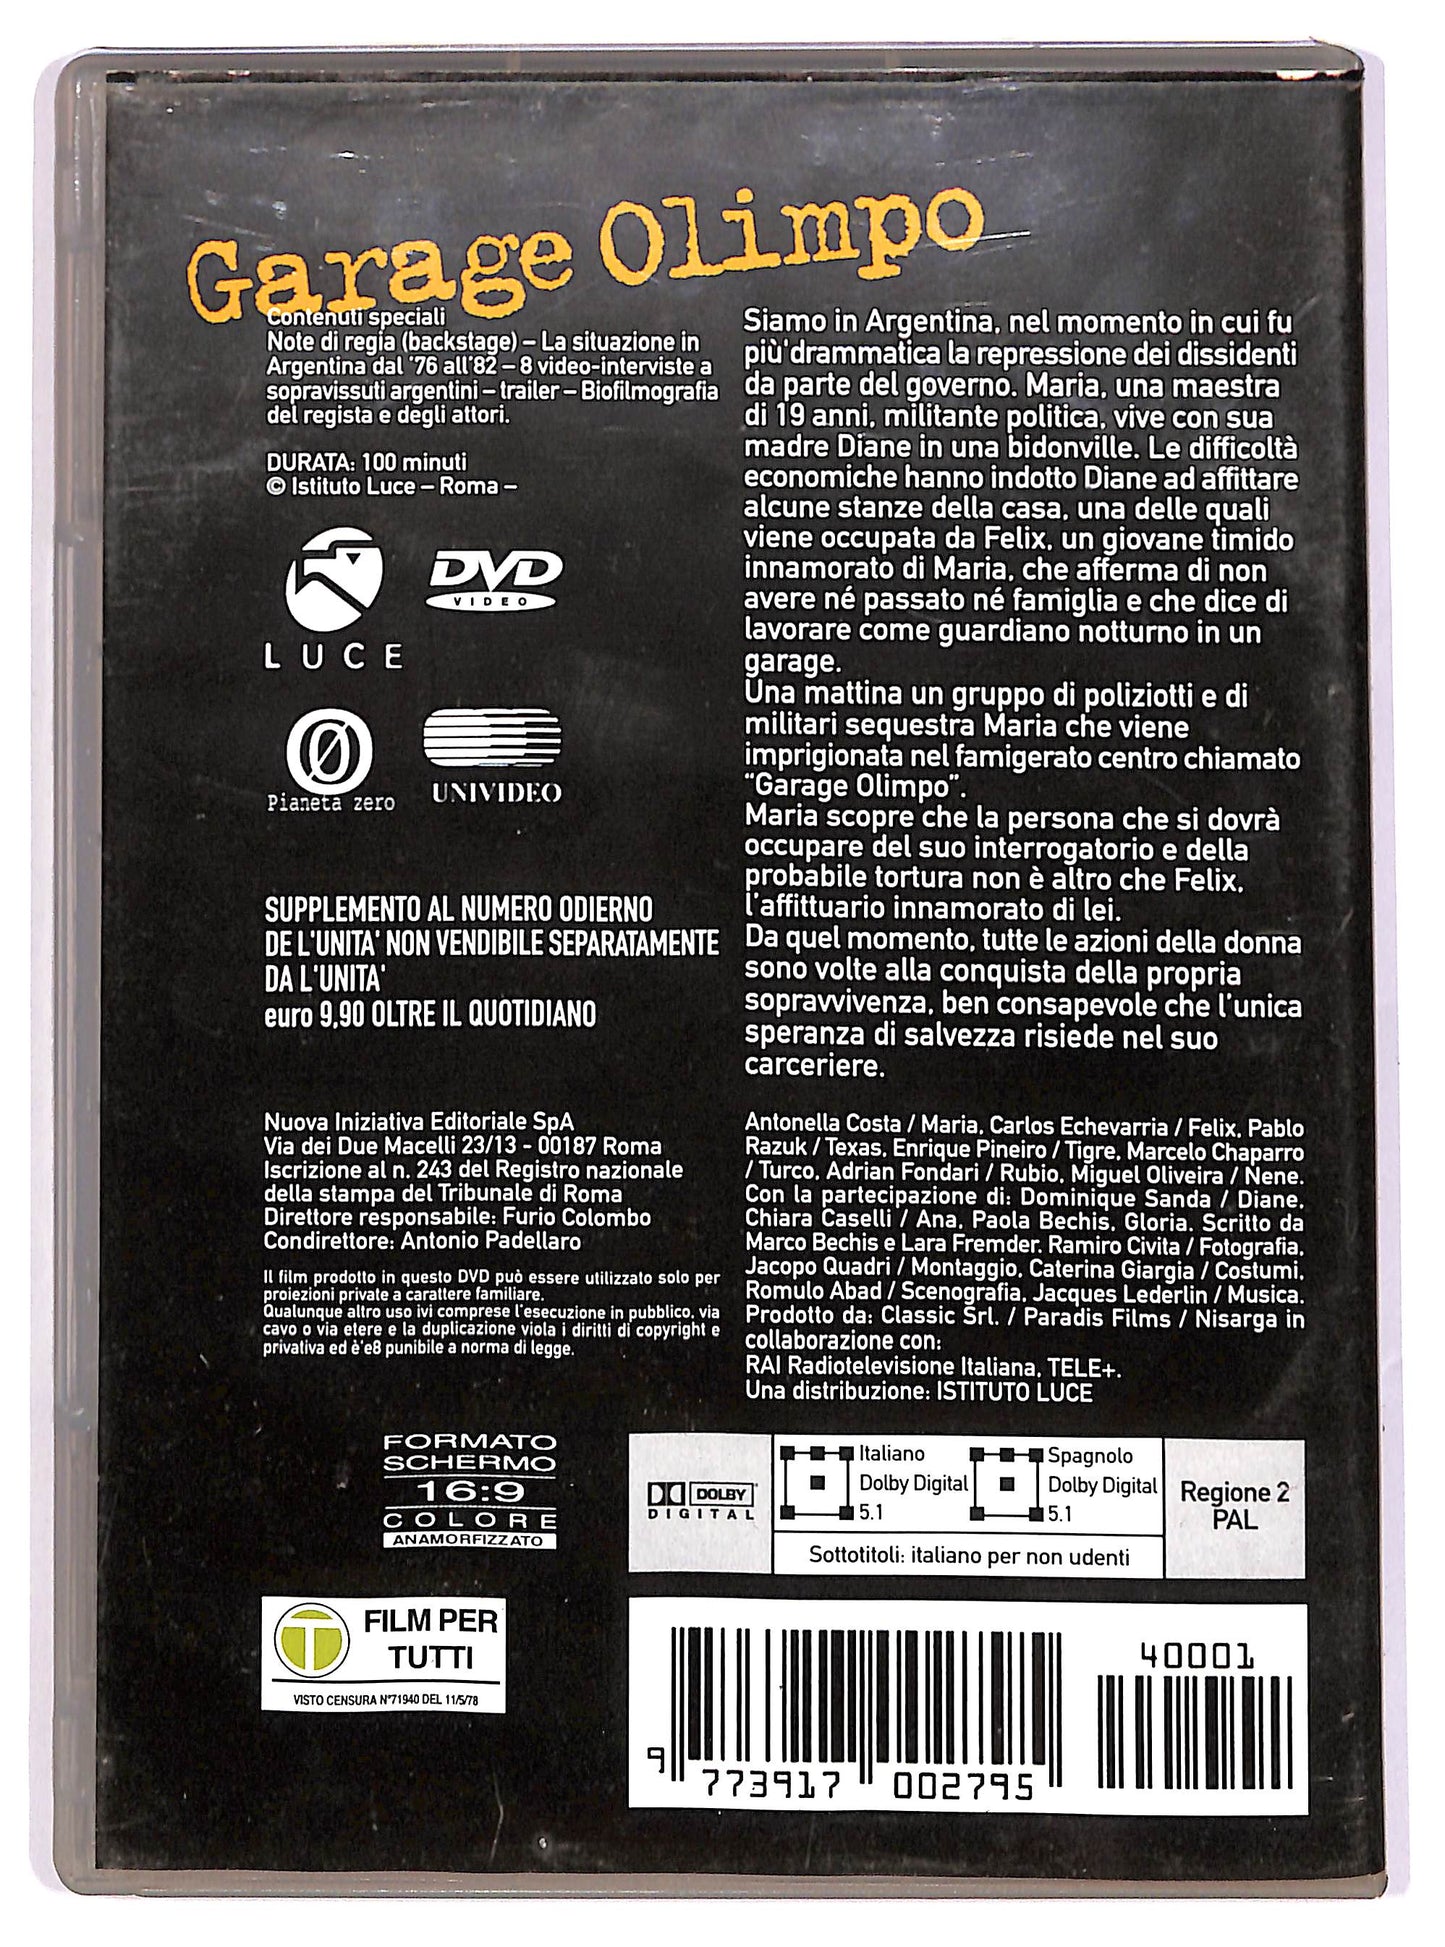 Garage Olimpo
Contenuti speciali
Note di regia (backstage) – La situazione in
Argentina dal '76 all'82 – 8 video-interviste a
sopravissuti argentini – trailer – Biofilmografia
del regista e degli attori.
DURATA: 100 minuti
© Istituto Luce – Roma –
LUCE
DVD
VIDEO
Pianeta zero
UNIVIDEO
SUPPLEMENTO AL NUMERO ODIERNO
DE L'UNITA' NON VENDIBILE SEPARATAMENTE
DA L'UNITA'
euro 9,90 OLTRE IL QUOTIDIANO
Nuova Iniziativa Editoriale SpA
Via dei Due Macelli 23/13 - 00187 Roma
Iscrizione al n. 243 del Registro nazionale
della stampa del Tribunale di Roma
Direttore responsabile: Furio Colombo
Condirettore: Antonio Padellaro
Il film prodotto in questo DVD può essere utilizzato solo per
proiezioni private a carattere familiare.
Qualunque altro uso ivi comprese l'esecuzione in pubblico, via
cavo o via etere e la duplicazione viola i diritti di copyright e
privativa ed è'e8 punibile a norma di legge.
Siamo in Argentina, nel momento in cui fu
più'drammatica la repressione dei dissidenti
da parte del governo. Maria, una maestra
di 19 anni, militante politica, vive con sua
madre Diane in una bidonville. Le difficoltà
economiche hanno indotto Diane ad affittare
alcune stanze della casa, una delle quali
viene occupata da Felix, un giovane timido
innamorato di Maria, che afferma di non
avere né passato né famiglia e che dice di
lavorare come guardiano notturno in un
garage.
Una mattina un gruppo di poliziotti e di
militari sequestra Maria che viene
imprigionata nel famigerato centro chiamato
"Garage Olimpo".
Maria scopre che la persona che si dovrà
occupare del suo interrogatorio e della
probabile tortura non è altro che Felix,
l'affittuario innamorato di lei.
Da quel momento, tutte le azioni della donna
sono volte alla conquista della propria
sopravvivenza, ben consapevole che l'unica
speranza di salvezza risiede nel suo
carceriere.
Antonella Costa / Maria, Carlos Echevarria / Felix, Pablo
Razuk / Texas, Enrique Pineiro / Tigre, Marcelo Chaparro
/ Turco, Adrian Fondari / Rubio, Miguel Oliveira / Nene.
Con la partecipazione di: Dominique Sanda / Diane,
Chiara Caselli / Ana, Paola Bechis, Gloria. Scritto da
Marco Bechis e Lara Fremder. Ramiro Civita / Fotografia,
Jacopo Quadri / Montaggio, Caterina Giargia / Costumi,
Romulo Abad / Scenografia, Jacques Lederlin / Musica.
Prodotto da: Classic Srl. / Paradis Films / Nisarga in
collaborazione con:
RAI Radiotelevisione Italiana, TELE+.
Una distribuzione: ISTITUTO LUCE
FORMATO
SCHERMO
16:9
COLORE
ANAMORFIZZATO
DOLBY
DIGITAL
Italiano
Dolby Digital
5.1
Spagnolo
Dolby Digital
5.1
Sottotitoli: italiano per non udenti
Regione 2
PAL
T
FILM PER
TUTTI
VISTO CENSURA N°71940 DEL 11/5/78
40001
9 773917 002795